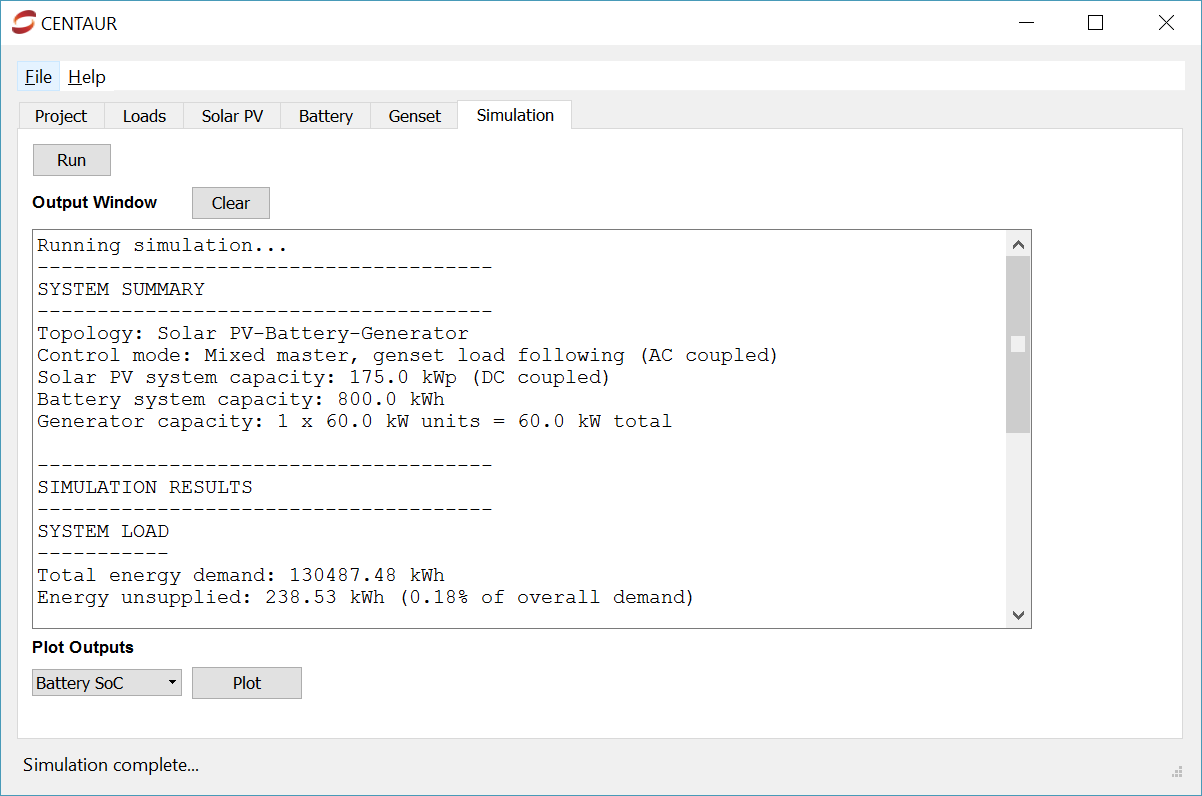 CENTAUR
File Help
Project Loads Solar PV Battery Genset Simulation
Run
Output Window Clear
Running simulation...
--------------------------------------
SYSTEM SUMMARY
--------------------------------------
Topology: Solar PV-Battery-Generator
Control mode: Mixed master, genset load following (AC coupled)
Solar PV system capacity: 175.0 kWp (DC coupled)
Battery system capacity: 800.0 kWh
Generator capacity: 1 x 60.0 kW units = 60.0 kW total
--------------------------------------
SIMULATION RESULTS
--------------------------------------
SYSTEM LOAD
-----------
Total energy demand: 130487.48 kWh
Energy unsupplied: 238.53 kWh (0.18% of overall demand)
Plot Outputs
Battery SoC Plot
Simulation complete...